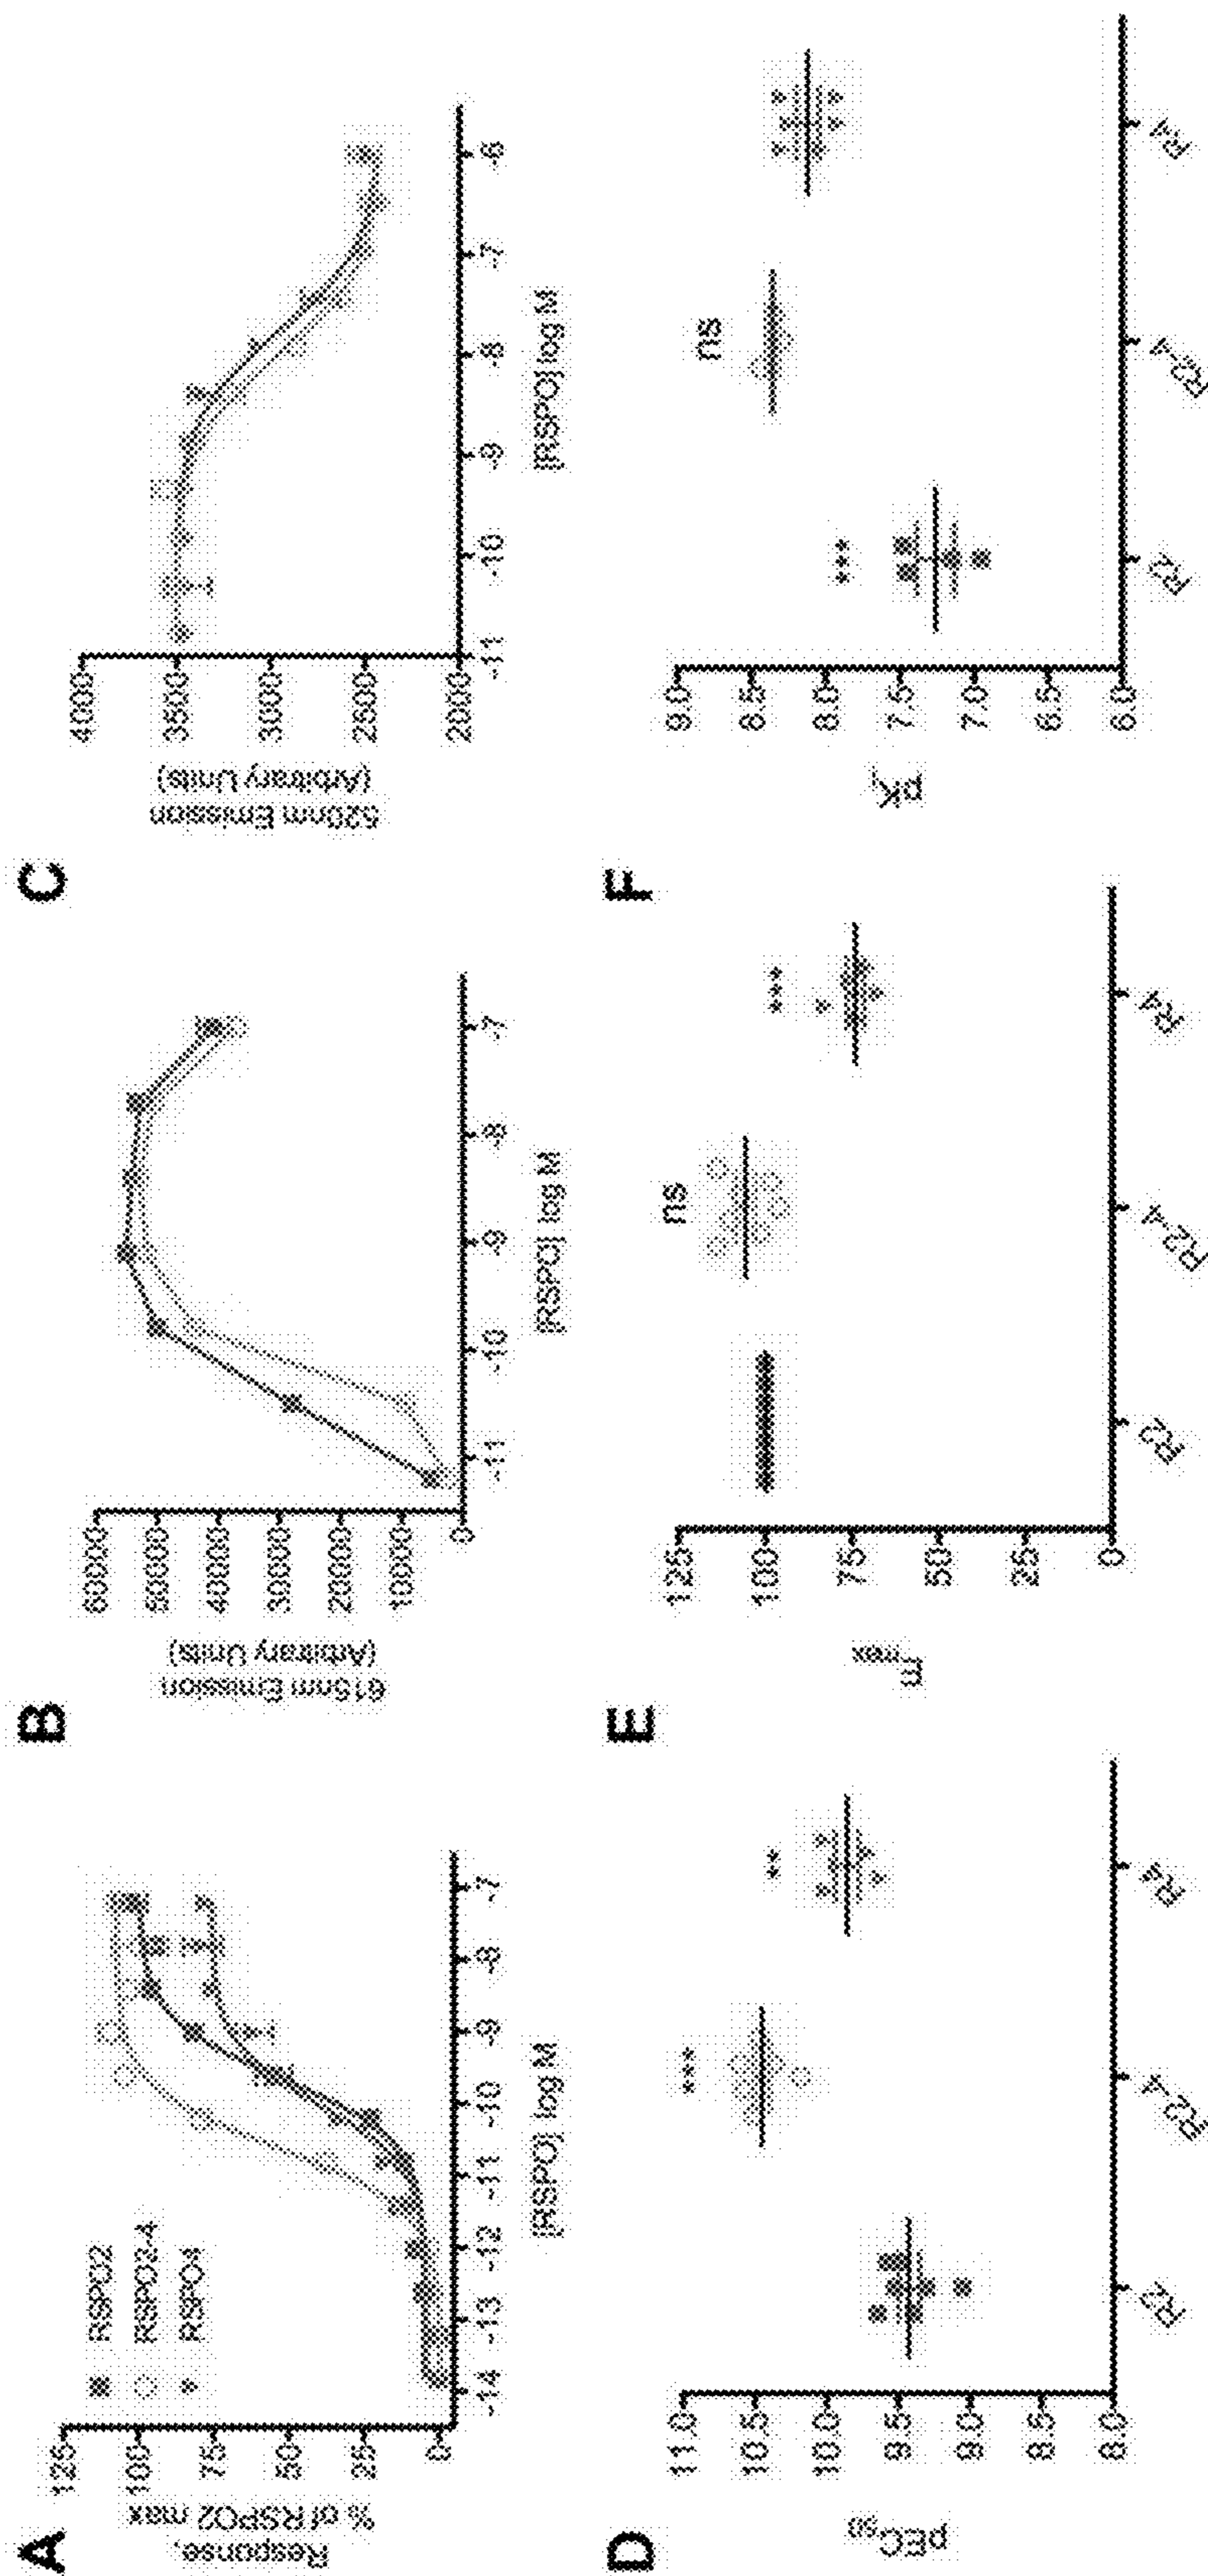 A
Response,
% of RSPO2 max
125
100
75
50
25
0
RSPO2
RSPO2-A
RSPO4
-14
-13
-12
-11
-10
-9
-8
-7
[RSPO] log M
B
615nm Emission
(Arbitrary Units)
60000
50000
40000
30000
20000
10000
0
-11
-10
-9
-8
-7
[RSPO] log M
C
520nm Emission
(Arbitrary Units)
4000
3500
3000
2500
2000
-11
-10
-9
-8
-7
-6
[RSPO] log M
D
pEC50
11.0
10.5
10.0
9.5
9.0
8.5
8.0
***
**
R2
R2-A
R4
E
Emax
125
100
75
50
25
0
ns
***
R2
R2-A
R4
F
pKi
9.0
8.5
8.0
7.5
7.0
6.5
6.0
***
ns
R2
R2-A
R4